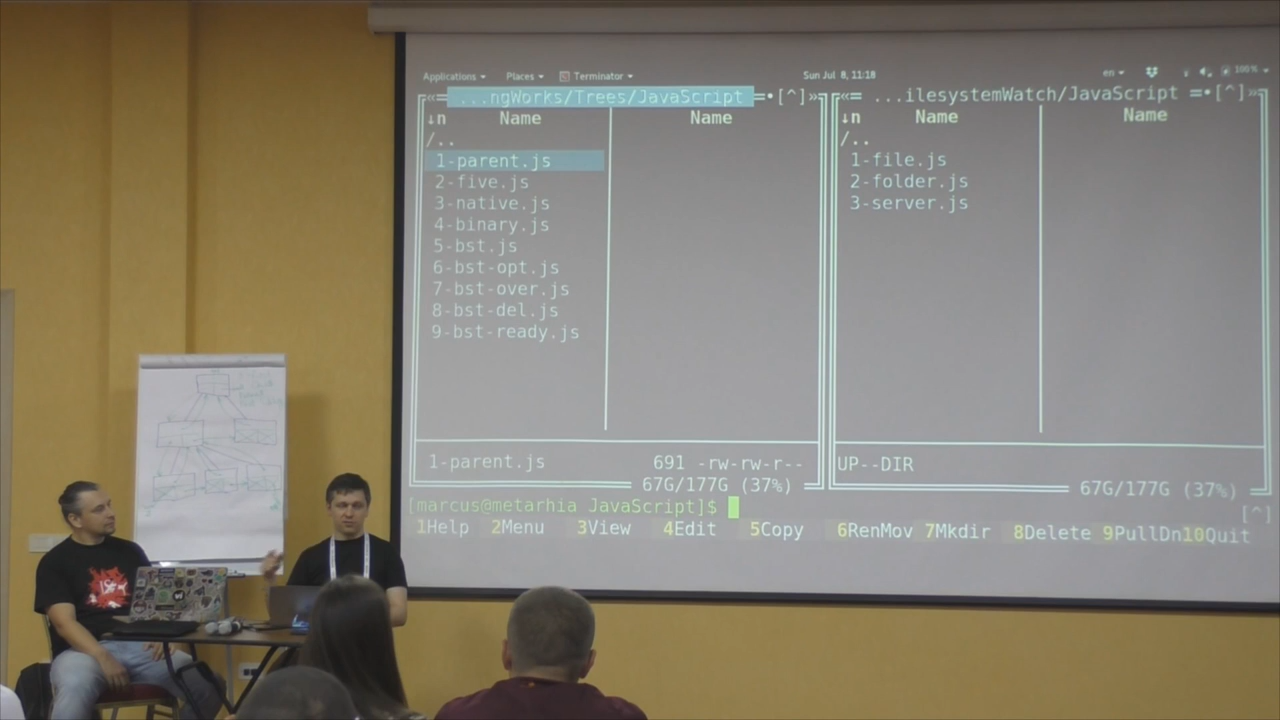 Applications Places Terminator Sun Jul 8, 11:18 en 100%
«= ...ngWorks/Trees/JavaScript =•[^]»
↓n Name Name
/..
1-parent.js
2-five.js
3-native.js
4-binary.js
5-bst.js
6-bst-opt.js
7-bst-over.js
8-bst-del.js
9-bst-ready.js
1-parent.js 691 -rw-rw-r--
67G/177G (37%)
«= ...ilesystemWatch/JavaScript =•[^]»
↓n Name Name
/..
1-file.js
2-folder.js
3-server.js
UP--DIR
67G/177G (37%)
[marcus@metarhia JavaScript]$ [^]
1Help 2Menu 3View 4Edit 5Copy 6RenMov 7Mkdir 8Delete 9PullDn 10Quit